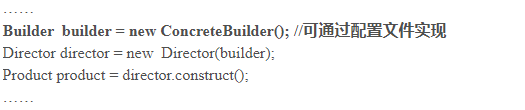 ……
Builder  builder = new ConcreteBuilder(); //可通过配置文件实现
Director director = new  Director(builder);
Product product = director.construct();
……